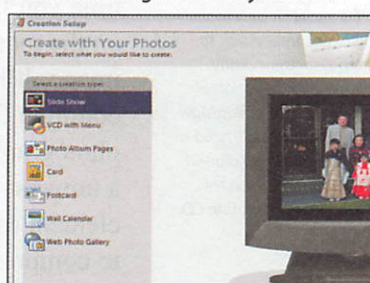 Creation Setup
Create with Your Photos
To begin, select what you would like to create:
Select a creation type:
Slide Show
VCD with Menu
Photo Album Pages
Card
Postcard
Wall Calendar
Web Photo Gallery